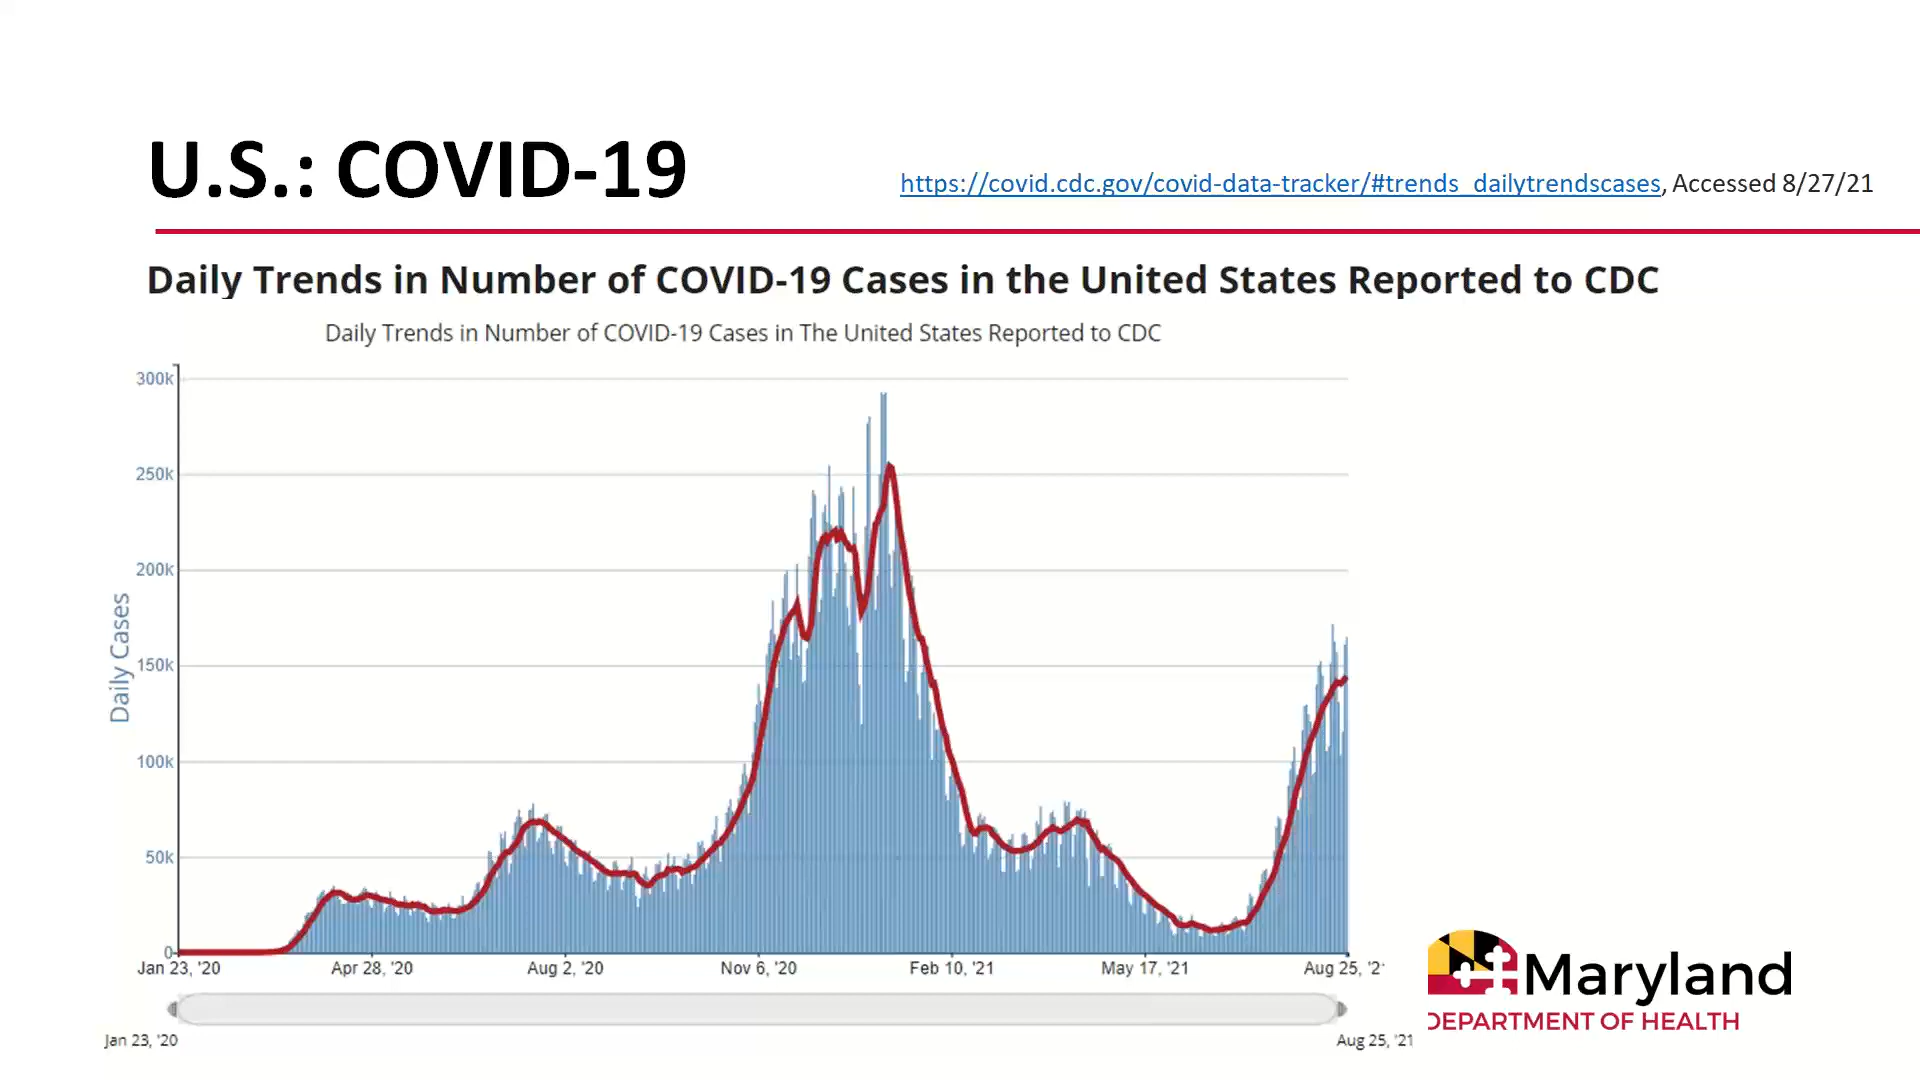 U.S.: COVID-19
https://covid.cdc.gov/covid-data-tracker/#trends_dailytrendscases, Accessed 8/27/21
Daily Trends in Number of COVID-19 Cases in the United States Reported to CDC
Daily Trends in Number of COVID-19 Cases in The United States Reported to CDC
Daily Cases
300k
250k
200k
150k
100k
50k
0
Jan 23, '20 Apr 28, '20 Aug 2, '20 Nov 6, '20 Feb 10, '21 May 17, '21 Aug 25, '2
Jan 23, '20 Aug 25, '21
Maryland
DEPARTMENT OF HEALTH